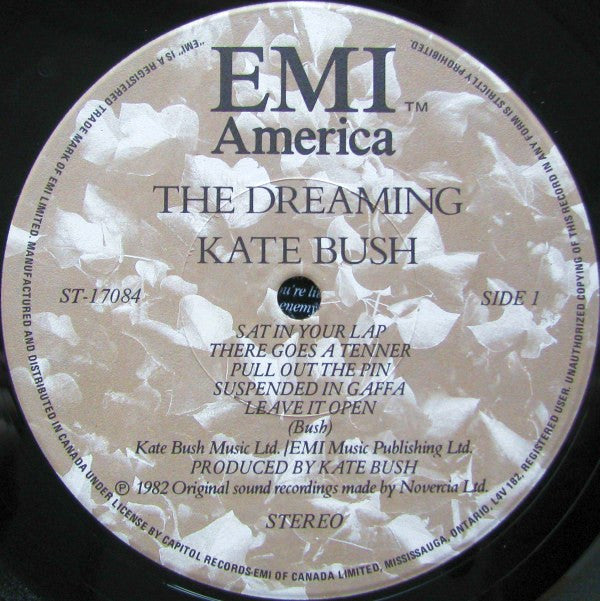 EMI™
America
THE DREAMING
KATE BUSH
ST-17084
SIDE 1
SAT IN YOUR LAP
THERE GOES A TENNER
PULL OUT THE PIN
SUSPENDED IN GAFFA
LEAVE IT OPEN
(Bush)
Kate Bush Music Ltd./EMI Music Publishing Ltd.
PRODUCED BY KATE BUSH
℗ 1982 Original sound recordings made by Novercia Ltd.
STEREO
"EMI" IS A REGISTERED TRADE MARK OF EMI LIMITED. MANUFACTURED AND DISTRIBUTED IN CANADA UNDER LICENSE BY CAPITOL RECORDS-EMI OF CANADA LIMITED, MISSISSAUGA, ONTARIO. L4V 1S2, REGISTERED USER. UNAUTHORIZED COPYING OF THIS RECORD IN ANY FORM IS STRICTLY PROHIBITED.
enemy